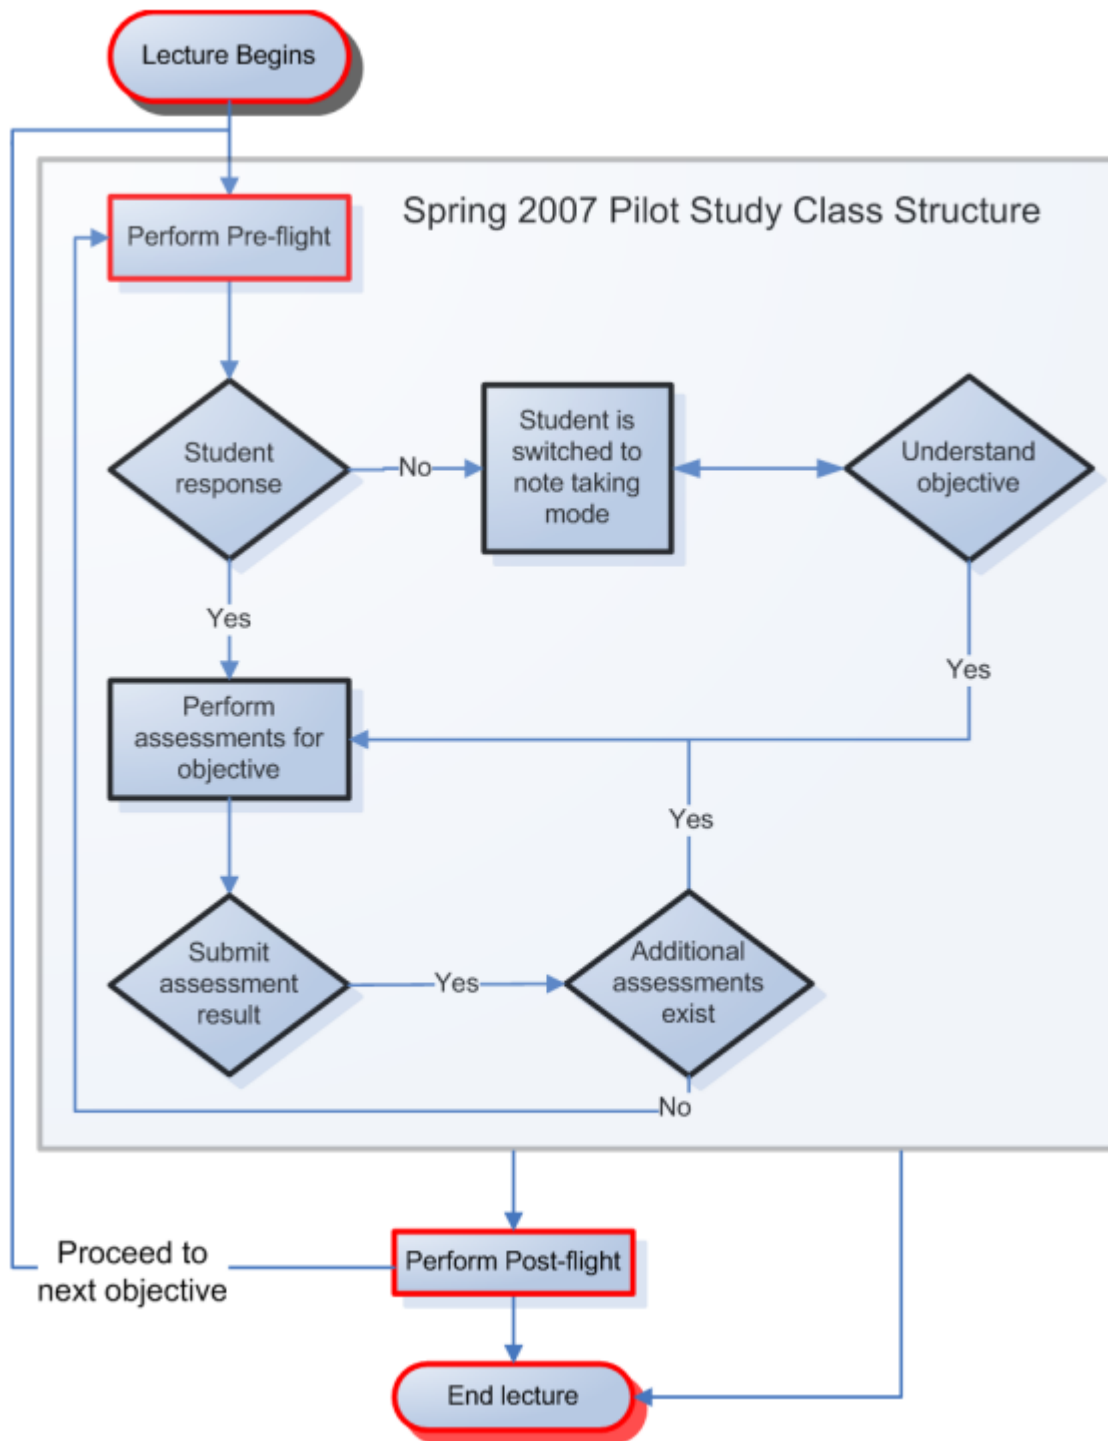 Lecture Begins
Spring 2007 Pilot Study Class Structure
Perform Pre-flight
Student
response
No
Student is
switched to
note taking
mode
Understand
objective
Yes
Yes
Perform
assessments for
objective
Yes
Submit
assessment
result
Yes
Additional
assessments
exist
No
Proceed to
next objective
Perform Post-flight
End lecture